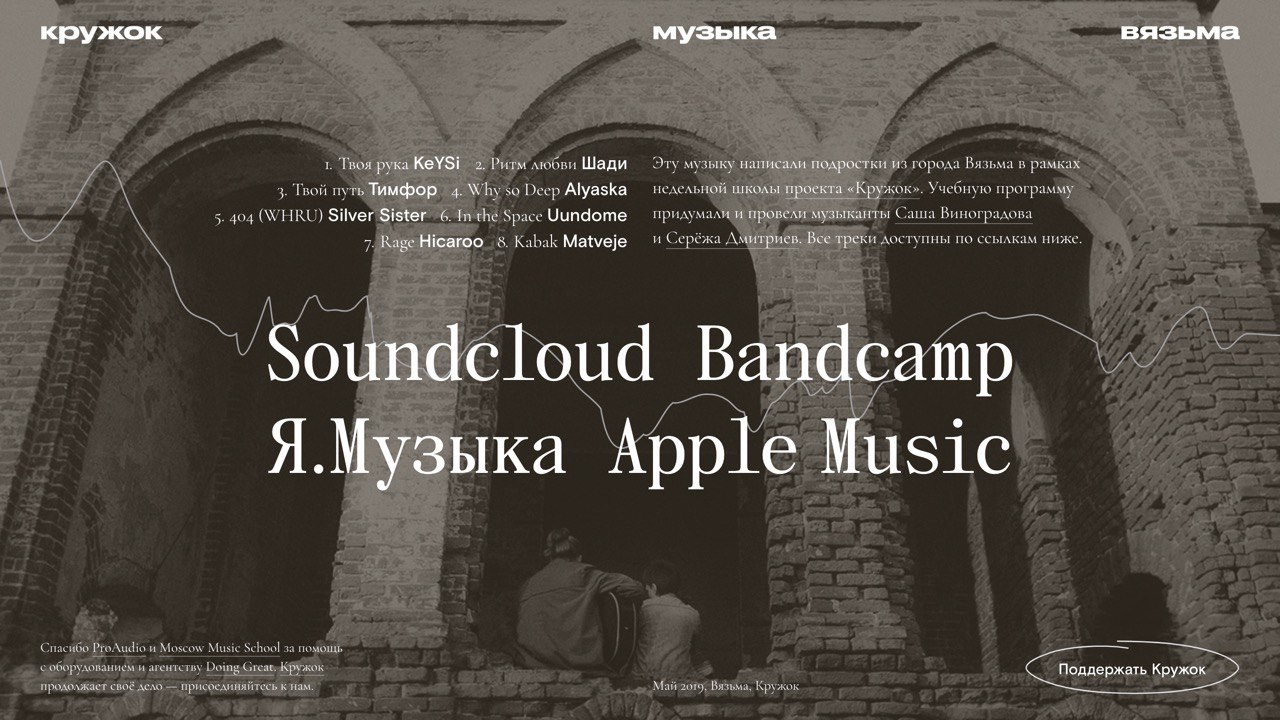 кружок
музыка
вязьма
1. Твоя рука KeYSi 2. Ритм любви Шади
3. Твой путь Тимфор 4. Why so Deep Alyaska
5. 404 (WHRU) Silver Sister 6. In the Space Uundome
7. Rage Hicaroo 8. Kabak Matveje
Эту музыку написали подростки из города Вязьма в рамках
недельной школы проекта «Кружок». Учебную программу
придумали и провели музыканты Саша Виноградова
и Серёжа Дмитриев. Все треки доступны по ссылкам ниже.
Soundcloud Bandcamp
Я.Музыка Apple Music
Спасибо ProAudio и Moscow Music School за помощь
с оборудованием и агентству Doing Great. Кружок
продолжает своё дело — присоединяйтесь к нам.
Май 2019, Вязьма, Кружок
Поддержать Кружок